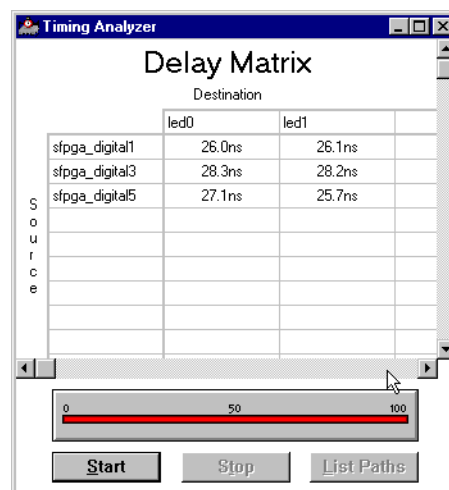 Timing Analyzer
Delay Matrix
Destination
led0 led1
sfpga_digital1 26.0ns 26.1ns
sfpga_digital3 28.3ns 28.2ns
sfpga_digital5 27.1ns 25.7ns
Source
0 50 100
Start Stop List Paths